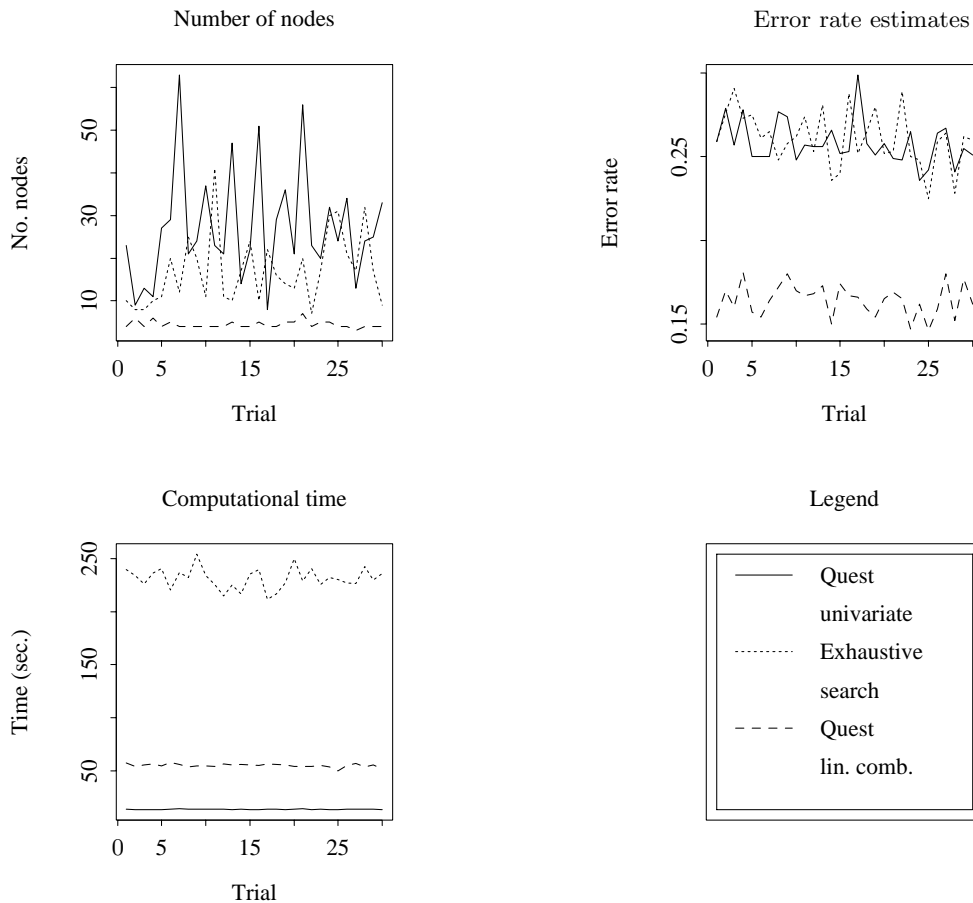 Number of nodes
No. nodes
50
30
10
0 5 15 25
Trial
Error rate estimates
Error rate
0.25
0.15
0 5 15 25
Trial
Computational time
Time (sec.)
250
150
50
0 5 15 25
Trial
Legend
Quest
univariate
Exhaustive
search
Quest
lin. comb.